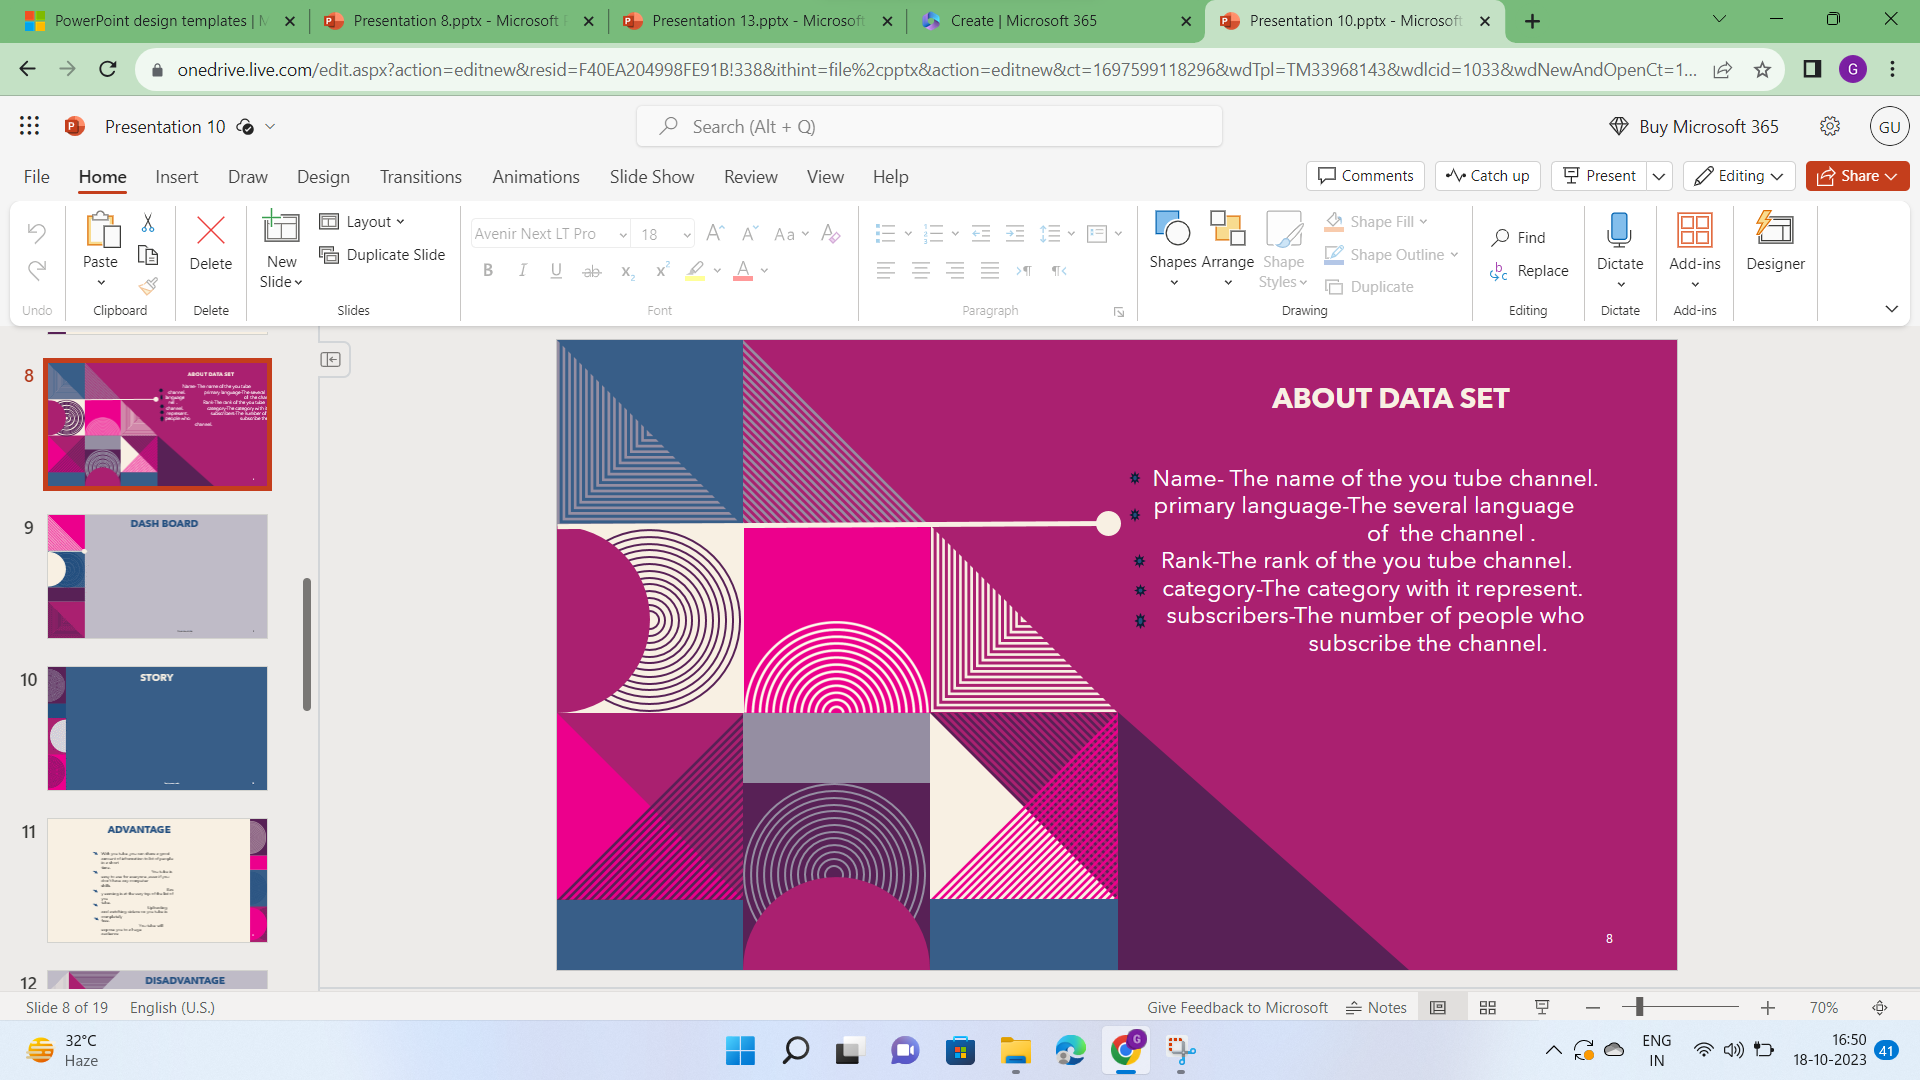 PowerPoint design templates | M
Presentation 8.pptx - Microsoft P
Presentation 13.pptx - Microsoft
Create | Microsoft 365
Presentation 10.pptx - Microsoft
onedrive.live.com/edit.aspx?action=editnew&resid=F40EA204998FE91B!338&ithint=file%2cpptx&action=editnew&ct=1697599118296&wdTpl=TM33968143&wdlcid=1033&wdNewAndOpenCt=1...
G
Presentation 10
Search (Alt + Q)
Buy Microsoft 365
GU
File Home Insert Draw Design Transitions Animations Slide Show Review View Help
Comments Catch up Present Editing Share
Undo
Paste
Clipboard
Delete
Delete
New Slide
Layout
Duplicate Slide
Slides
Avenir Next LT Pro 18
Font
Paragraph
Shapes Arrange Shape Styles
Shape Fill
Shape Outline
Duplicate
Drawing
Find
Replace
Editing
Dictate
Dictate
Add-ins
Add-ins
Designer
8
ABOUT DATA SET
9
DASH BOARD
10
STORY
11
ADVANTAGE
12
DISADVANTAGE
ABOUT DATA SET
Name- The name of the you tube channel.
primary language-The several language
of the channel .
Rank-The rank of the you tube channel.
category-The category with it represent.
subscribers-The number of people who
subscribe the channel.
8
Slide 8 of 19 English (U.S.)
Give Feedback to Microsoft Notes 70%
32°C
Haze
ENG
IN
16:50
18-10-2023
41